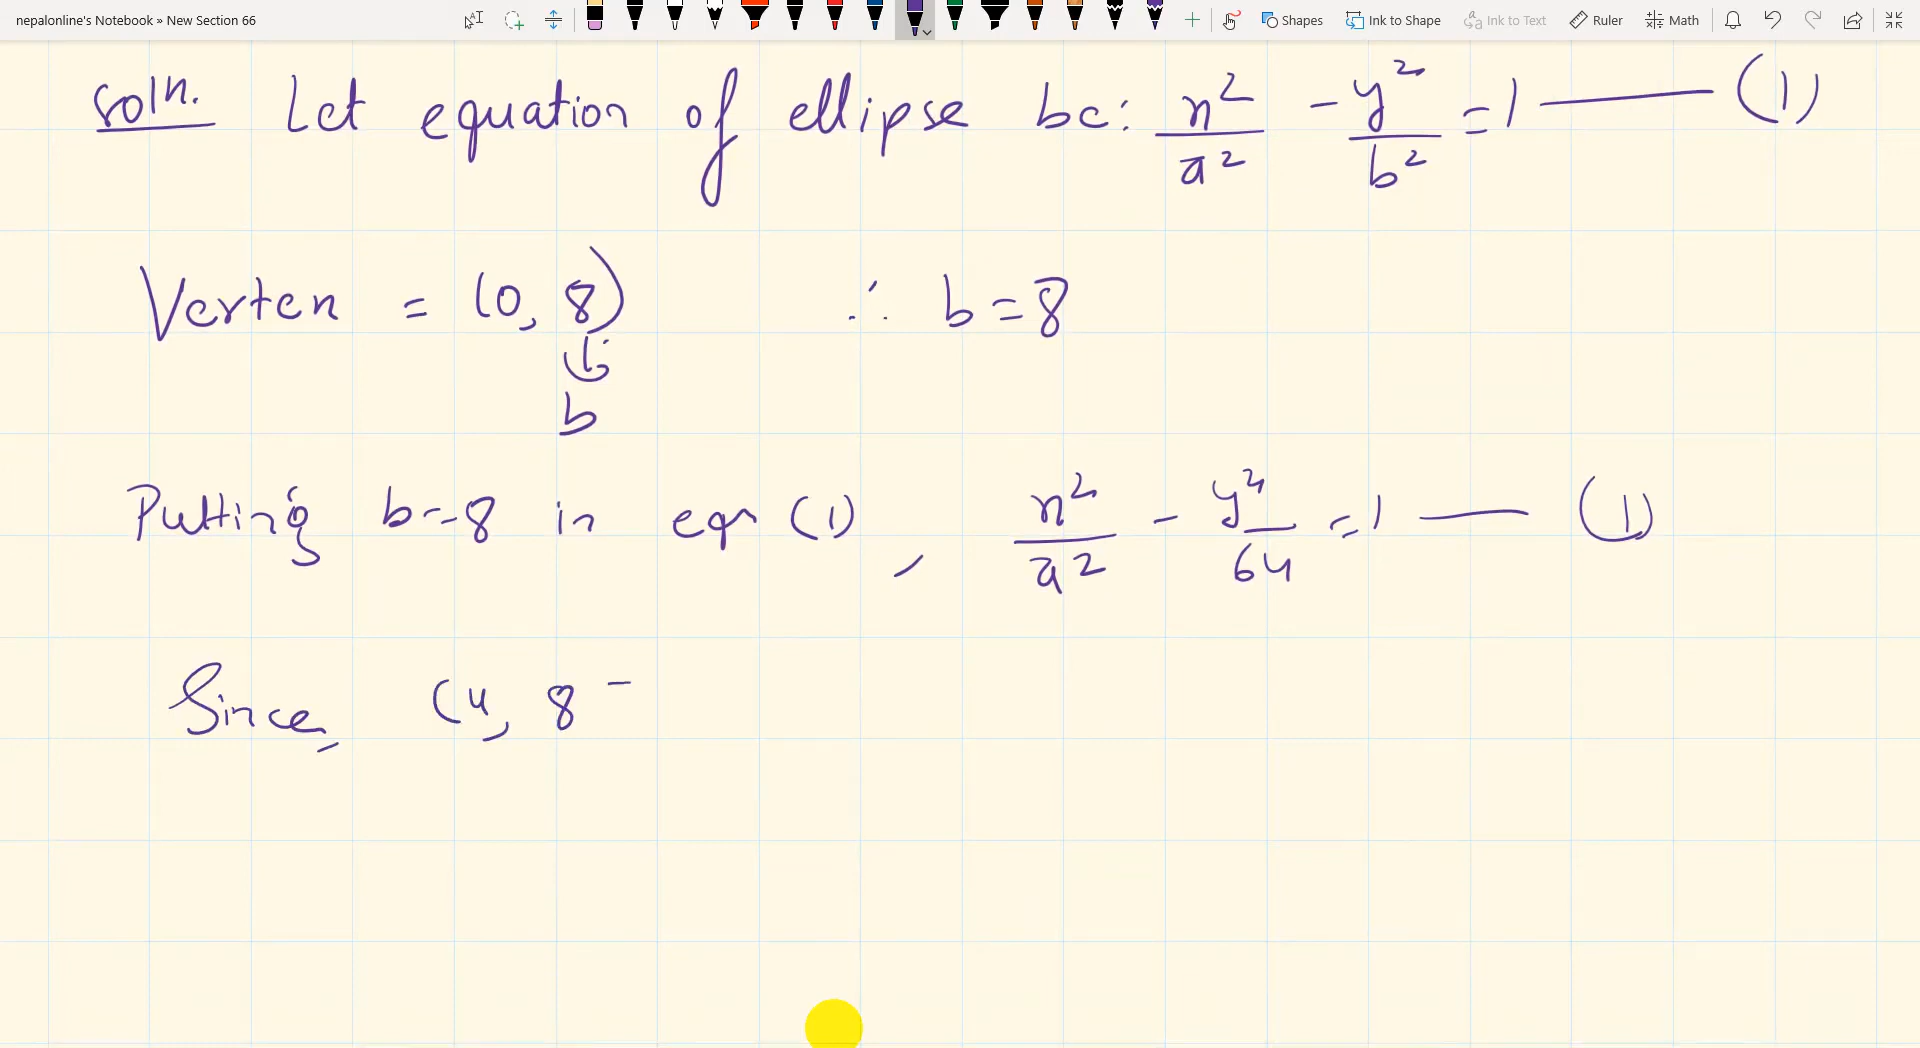 nepalonline's Notebook » New Section 66 Shapes Ink to Shape Ink to Text Ruler Math
soln. Let equation of ellipse be: x²/a² - y²/b² = 1 —— (1)
Vertex = (0, 8) ∴ b = 8
b
Putting b = 8 in eqn (1), x²/a² - y²/64 = 1 —— (1)
Since, (4, 8